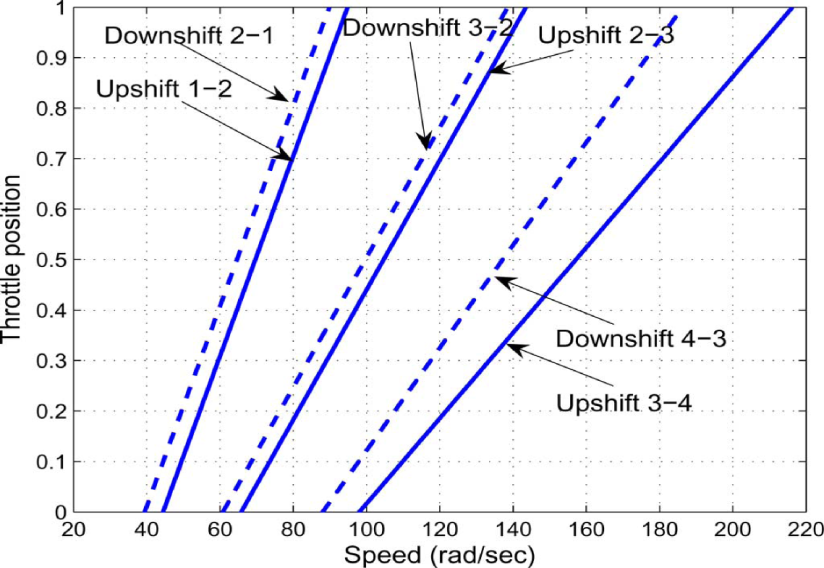 1
0.9
0.8
0.7
0.6
0.5
0.4
0.3
0.2
0.1
0
Throttle position
Downshift 2−1
Upshift 1−2
Downshift 3−2
Upshift 2−3
Downshift 4−3
Upshift 3−4
20 40 60 80 100 120 140 160 180 200 220
Speed (rad/sec)